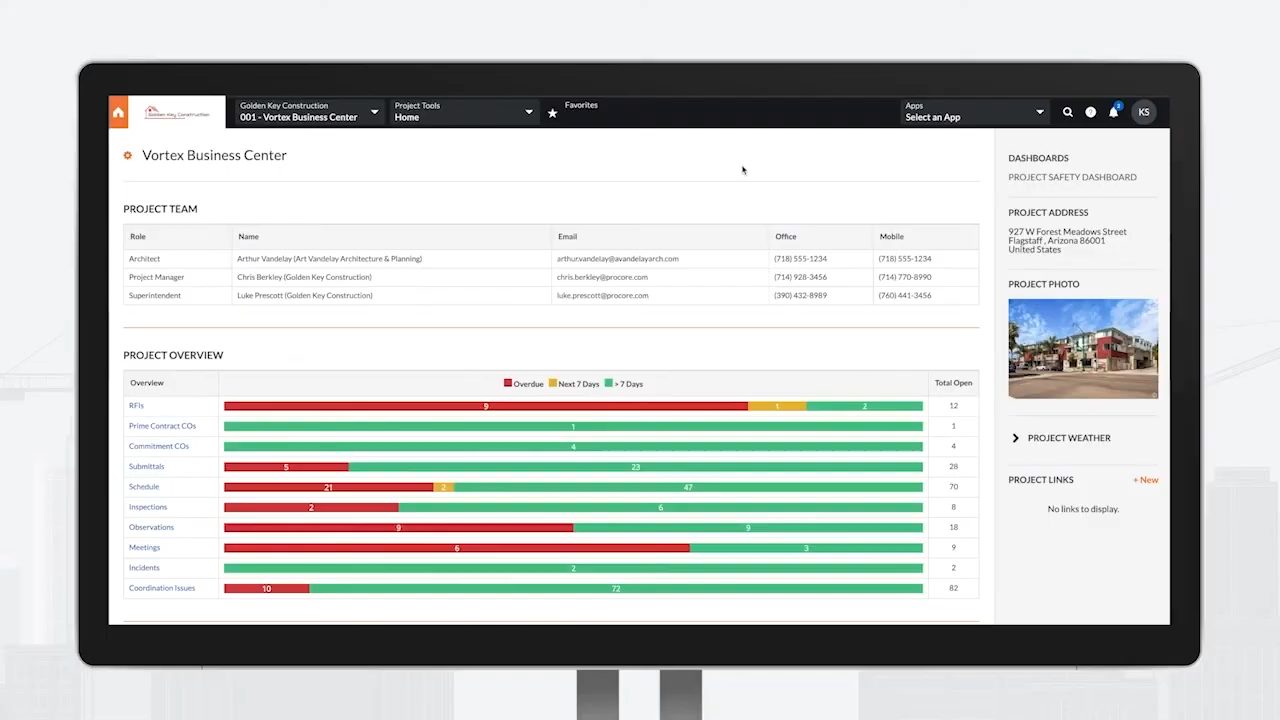 Golden Key Construction
Golden Key Construction
001 - Vortex Business Center
Project Tools
Home
Favorites
Apps
Select an App
2
KS
Vortex Business Center
PROJECT TEAM
Role Name Email Office Mobile
Architect Arthur Vandelay (Art Vandelay Architecture & Planning) arthur.vandelay@avandelayarch.com (718) 555-1234 (718) 555-1234
Project Manager Chris Berkley (Golden Key Construction) chris.berkley@procore.com (714) 928-3456 (714) 770-8990
Superintendent Luke Prescott (Golden Key Construction) luke.prescott@procore.com (390) 432-8989 (760) 441-3456
PROJECT OVERVIEW
Overview Overdue Next 7 Days > 7 Days Total Open
RFIs 9 1 2 12
Prime Contract COs 1 1
Commitment COs 4 4
Submittals 5 23 28
Schedule 21 2 47 70
Inspections 2 6 8
Observations 9 9 18
Meetings 6 3 9
Incidents 2 2
Coordination Issues 10 72 82
DASHBOARDS
PROJECT SAFETY DASHBOARD
PROJECT ADDRESS
927 W Forest Meadows Street
Flagstaff , Arizona 86001
United States
PROJECT PHOTO
PROJECT WEATHER
PROJECT LINKS + New
No links to display.